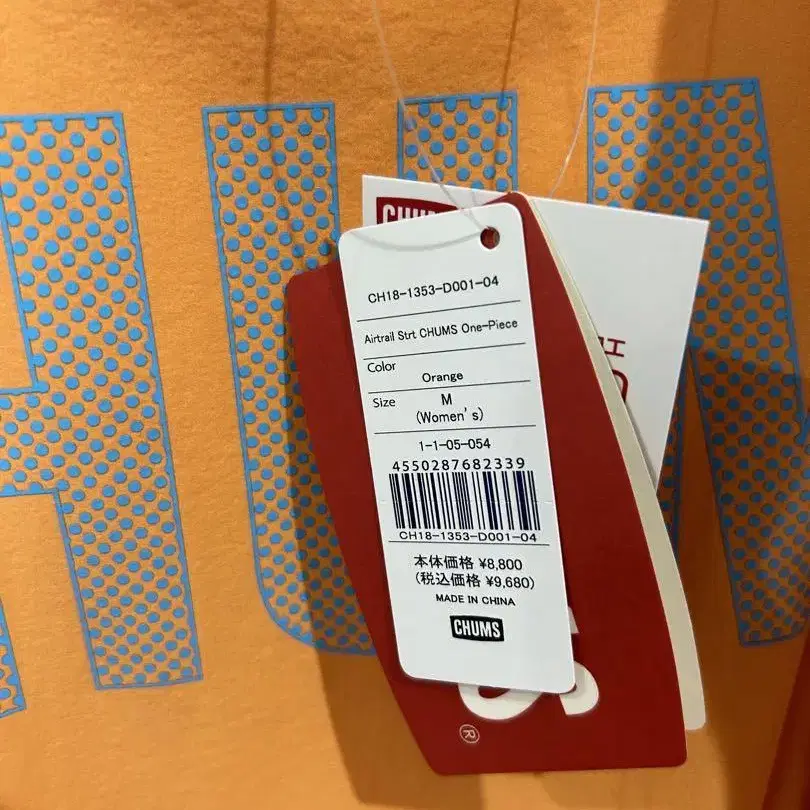 CHUMS
CH18-1353-D001-04
Airtrail Strt CHUMS One-Piece
Color
Orange
Size
M
(Women's)
1-1-05-054
4550287682339
CH18-1353-D001-04
本体価格 ¥8,800
(税込価格 ¥9,680)
MADE IN CHINA
CHUMS
®